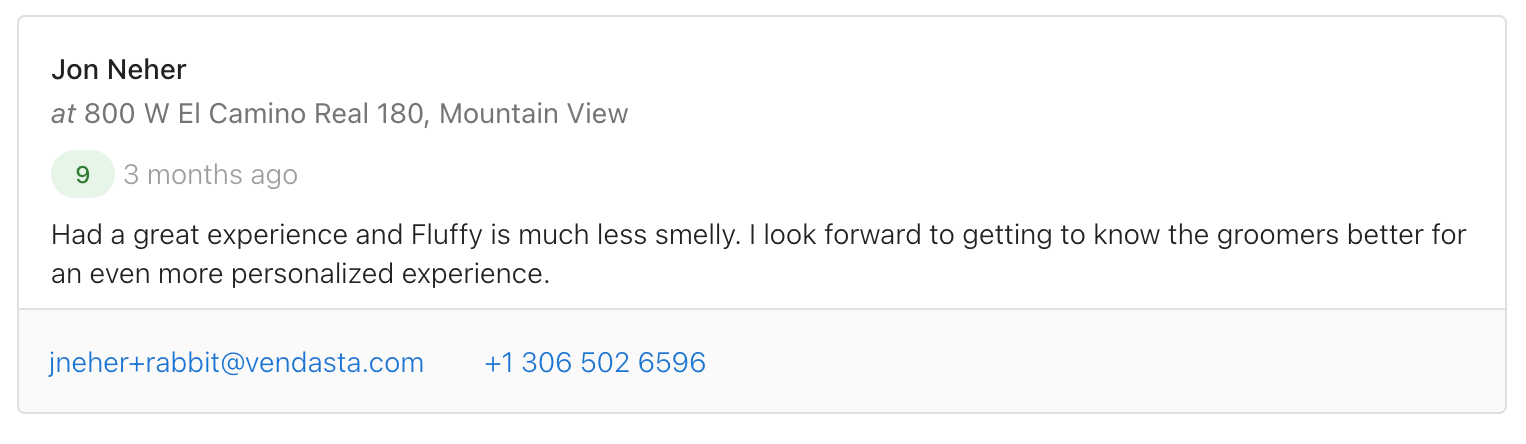 Jon Neher
at 800 W El Camino Real 180, Mountain View
9 3 months ago
Had a great experience and Fluffy is much less smelly. I look forward to getting to know the groomers better for
an even more personalized experience.
jneher+rabbit@vendasta.com +1 306 502 6596